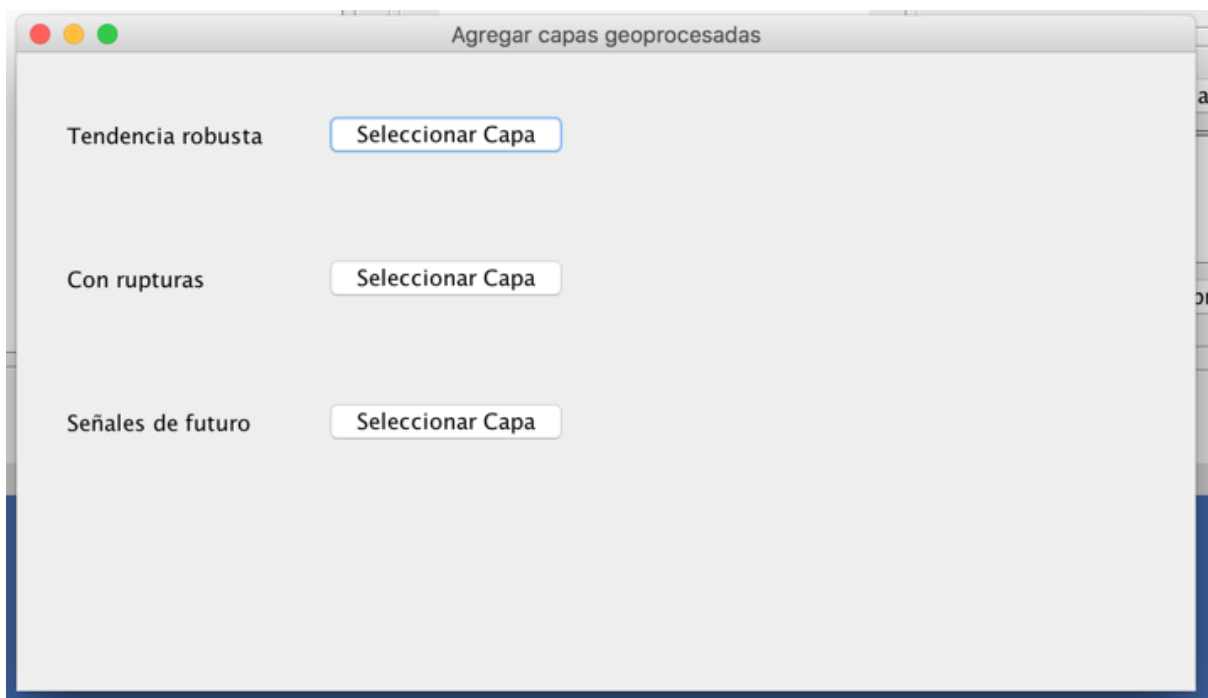 Agregar capas geoprocesadas
Tendencia robusta Seleccionar Capa
Con rupturas Seleccionar Capa
Señales de futuro Seleccionar Capa